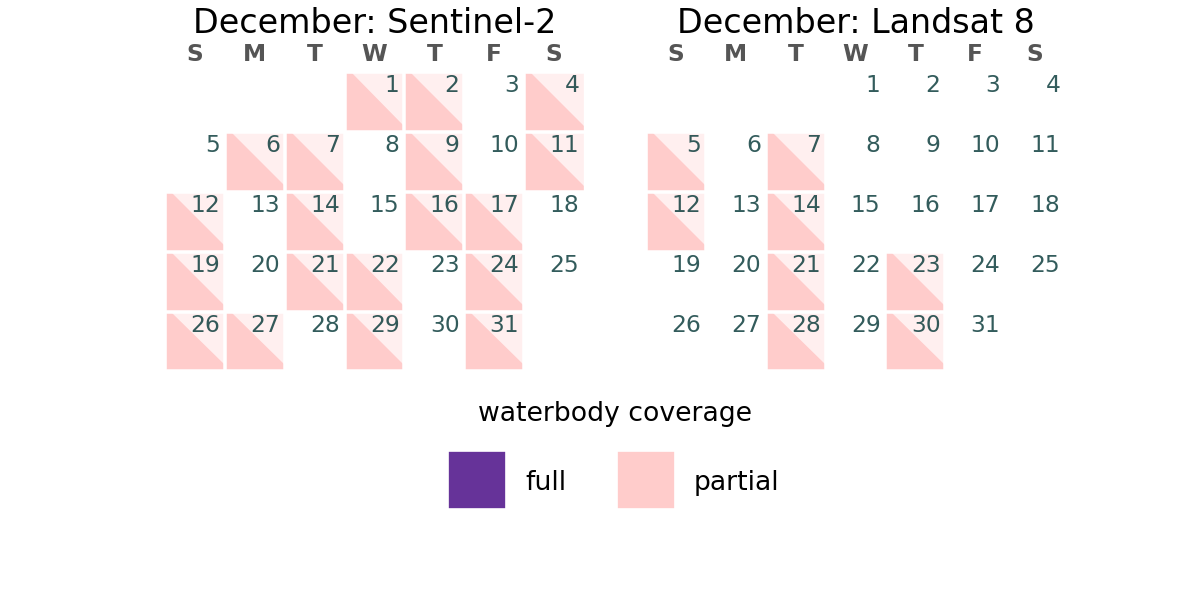 December: Sentinel-2
S M T W T F S
1 2 3 4
5 6 7 8 9 10 11
12 13 14 15 16 17 18
19 20 21 22 23 24 25
26 27 28 29 30 31
December: Landsat 8
S M T W T F S
1 2 3 4
5 6 7 8 9 10 11
12 13 14 15 16 17 18
19 20 21 22 23 24 25
26 27 28 29 30 31
waterbody coverage
full
partial